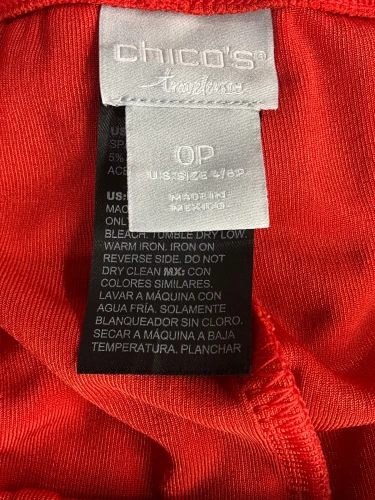 chico's®
travelers
0P
U.S. SIZE 4/6P
MADE IN
MEXICO
US
SPA
5%
ACE
US:
MAC
ONL
BLEACH. TUMBLE DRY LOW.
WARM IRON. IRON ON
REVERSE SIDE. DO NOT
DRY CLEAN MX: CON
COLORES SIMILARES.
LAVAR A MÁQUINA CON
AGUA FRÍA. SOLAMENTE
BLANQUEADOR SIN CLORO.
SECAR A MÁQUINA A BAJA
TEMPERATURA. PLANCHAR